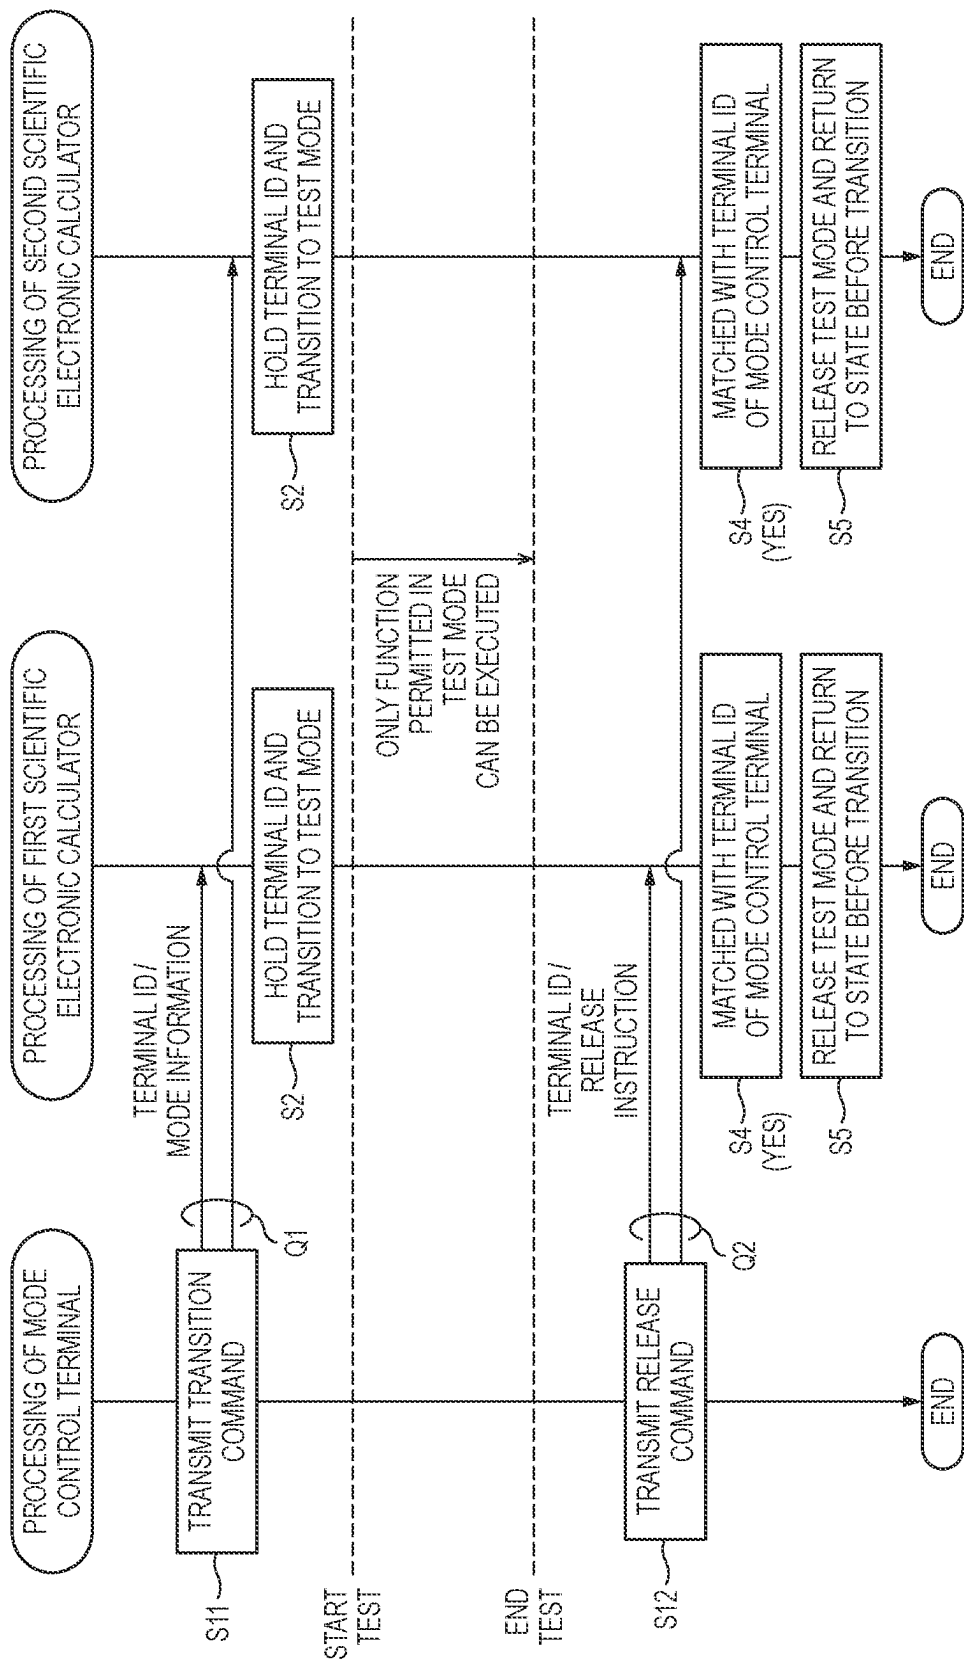 PROCESSING OF MODE
CONTROL TERMINAL
PROCESSING OF FIRST SCIENTIFIC
ELECTRONIC CALCULATOR
PROCESSING OF SECOND SCIENTIFIC
ELECTRONIC CALCULATOR
S11
TRANSMIT TRANSITION
COMMAND
Q1
TERMINAL ID/
MODE INFORMATION
S2
HOLD TERMINAL ID AND
TRANSITION TO TEST MODE
S2
HOLD TERMINAL ID AND
TRANSITION TO TEST MODE
START
TEST
ONLY FUNCTION
PERMITTED IN
TEST MODE
CAN BE EXECUTED
END
TEST
S12
TRANSMIT RELEASE
COMMAND
Q2
TERMINAL ID/
RELEASE
INSTRUCTION
S4
(YES)
MATCHED WITH TERMINAL ID
OF MODE CONTROL TERMINAL
S4
(YES)
MATCHED WITH TERMINAL ID
OF MODE CONTROL TERMINAL
S5
RELEASE TEST MODE AND RETURN
TO STATE BEFORE TRANSITION
S5
RELEASE TEST MODE AND RETURN
TO STATE BEFORE TRANSITION
END
END
END